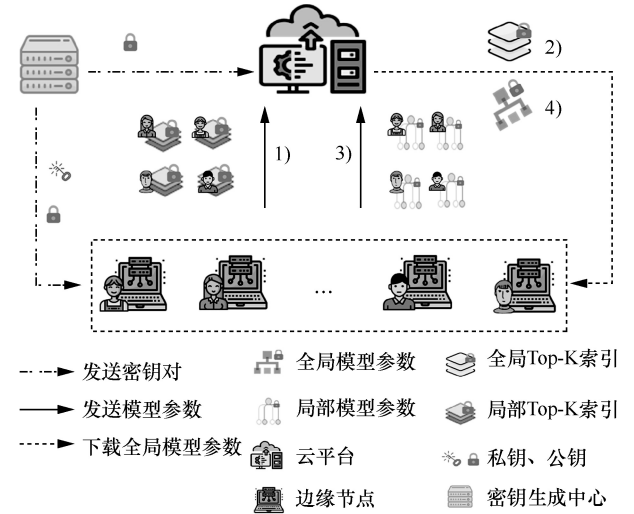 2)
4)
1)
3)
...
发送密钥对
全局模型参数
全局Top-K索引
发送模型参数
局部模型参数
局部Top-K索引
下载全局模型参数
云平台
私钥、公钥
边缘节点
密钥生成中心